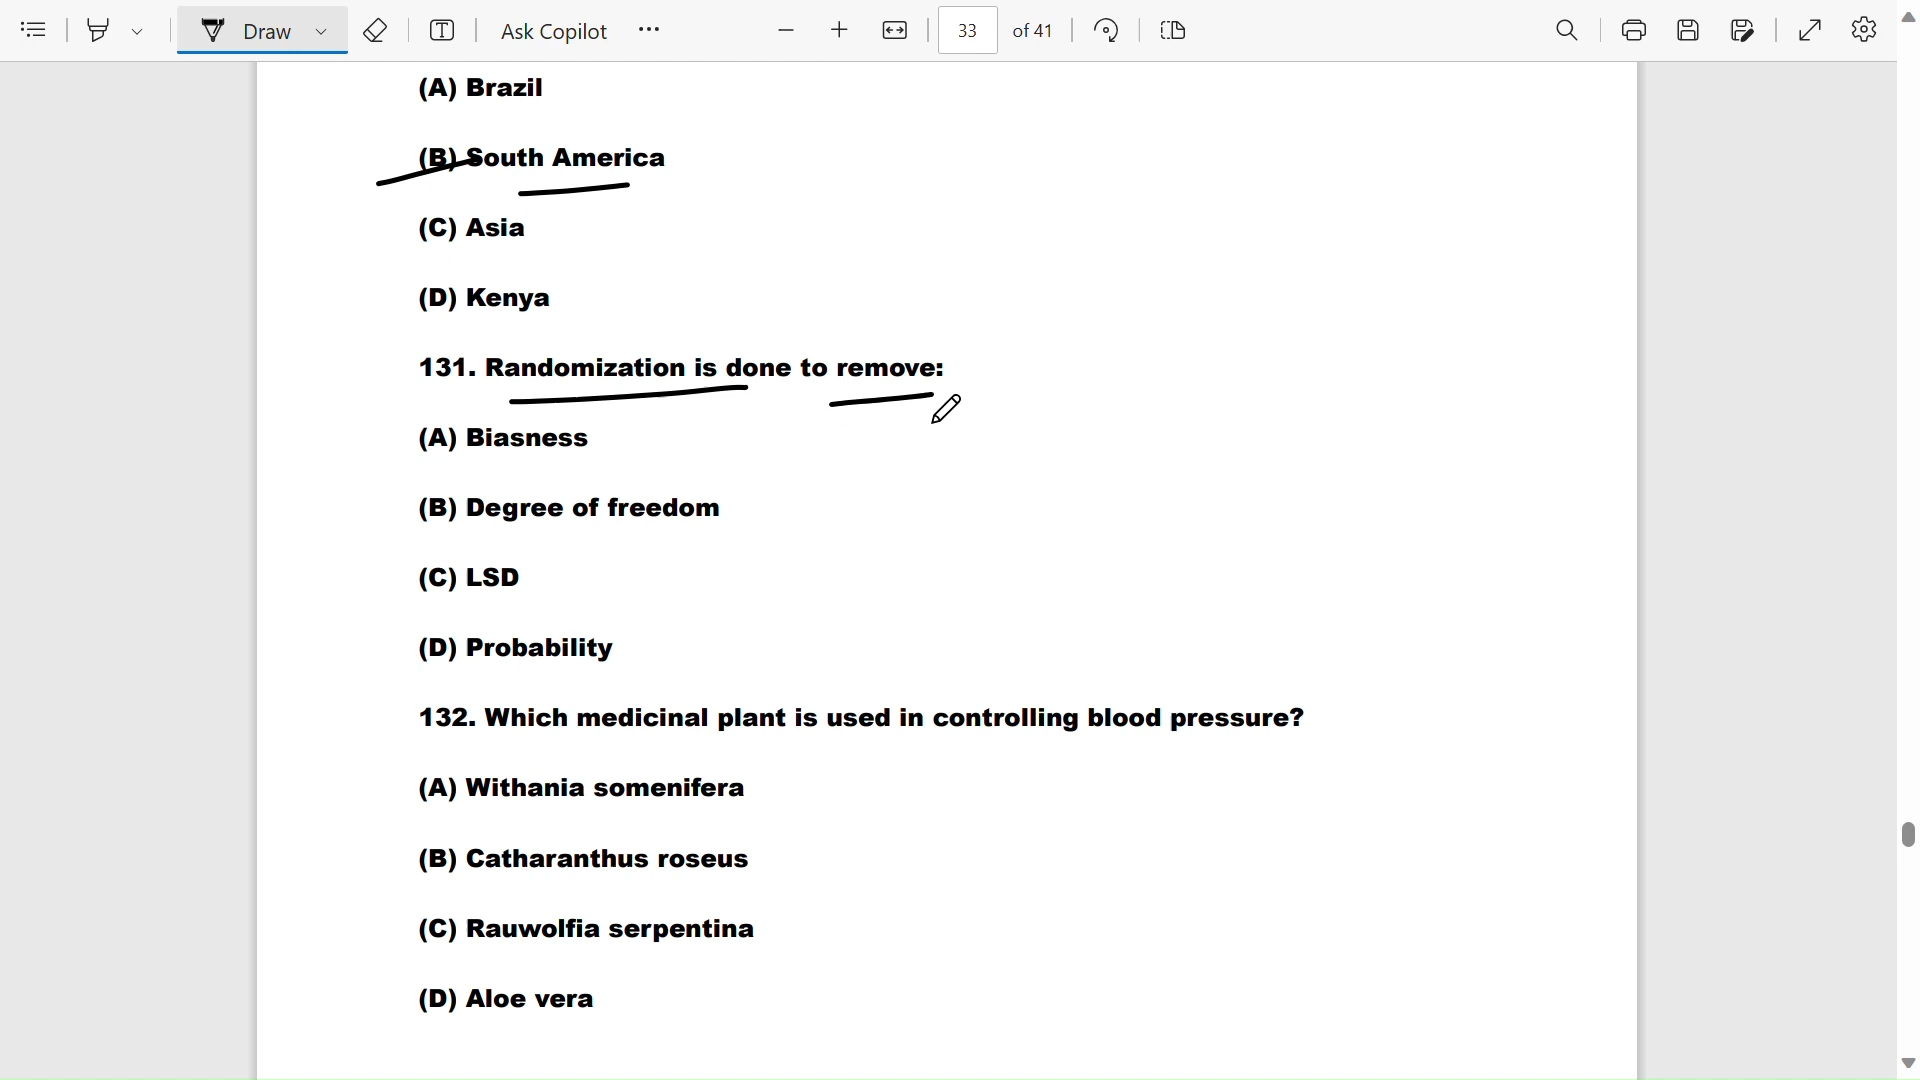 Draw
Ask Copilot
33 of 41
(A) Brazil
(B) South America
(C) Asia
(D) Kenya
131. Randomization is done to remove:
(A) Biasness
(B) Degree of freedom
(C) LSD
(D) Probability
132. Which medicinal plant is used in controlling blood pressure?
(A) Withania somenifera
(B) Catharanthus roseus
(C) Rauwolfia serpentina
(D) Aloe vera